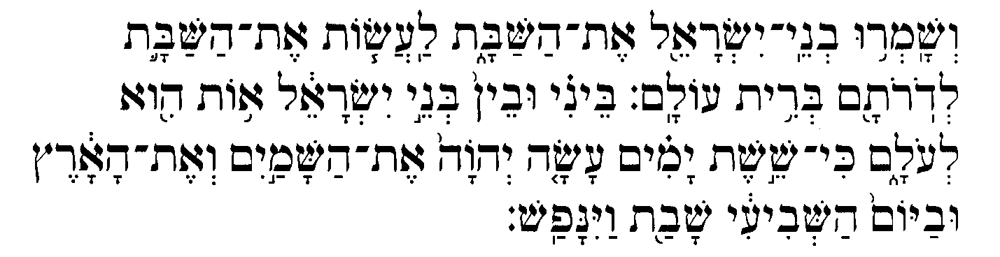 וְשָׁמְר֥וּ בְנֵֽי־יִשְׂרָאֵ֖ל אֶת־הַשַּׁבָּ֑ת לַֽעֲשׂ֧וֹת אֶת־הַשַּׁבָּ֛ת
לְדֹֽרֹתָ֖ם בְּרִ֥ית עוֹלָֽם׃ בֵּינִ֗י וּבֵין֙ בְּנֵ֣י יִשְׂרָאֵ֔ל א֥וֹת הִ֖וא
לְעֹלָ֑ם כִּי־שֵׁ֣שֶׁת יָמִ֗ים עָשָׂ֤ה יְהוָֹה֙ אֶת־הַשָּׁמַ֣יִם וְאֶת־הָאָ֔רֶץ
וּבַיּוֹם֙ הַשְּׁבִיעִ֔י שָׁבַ֖ת וַיִּנָּפַֽשׁ׃